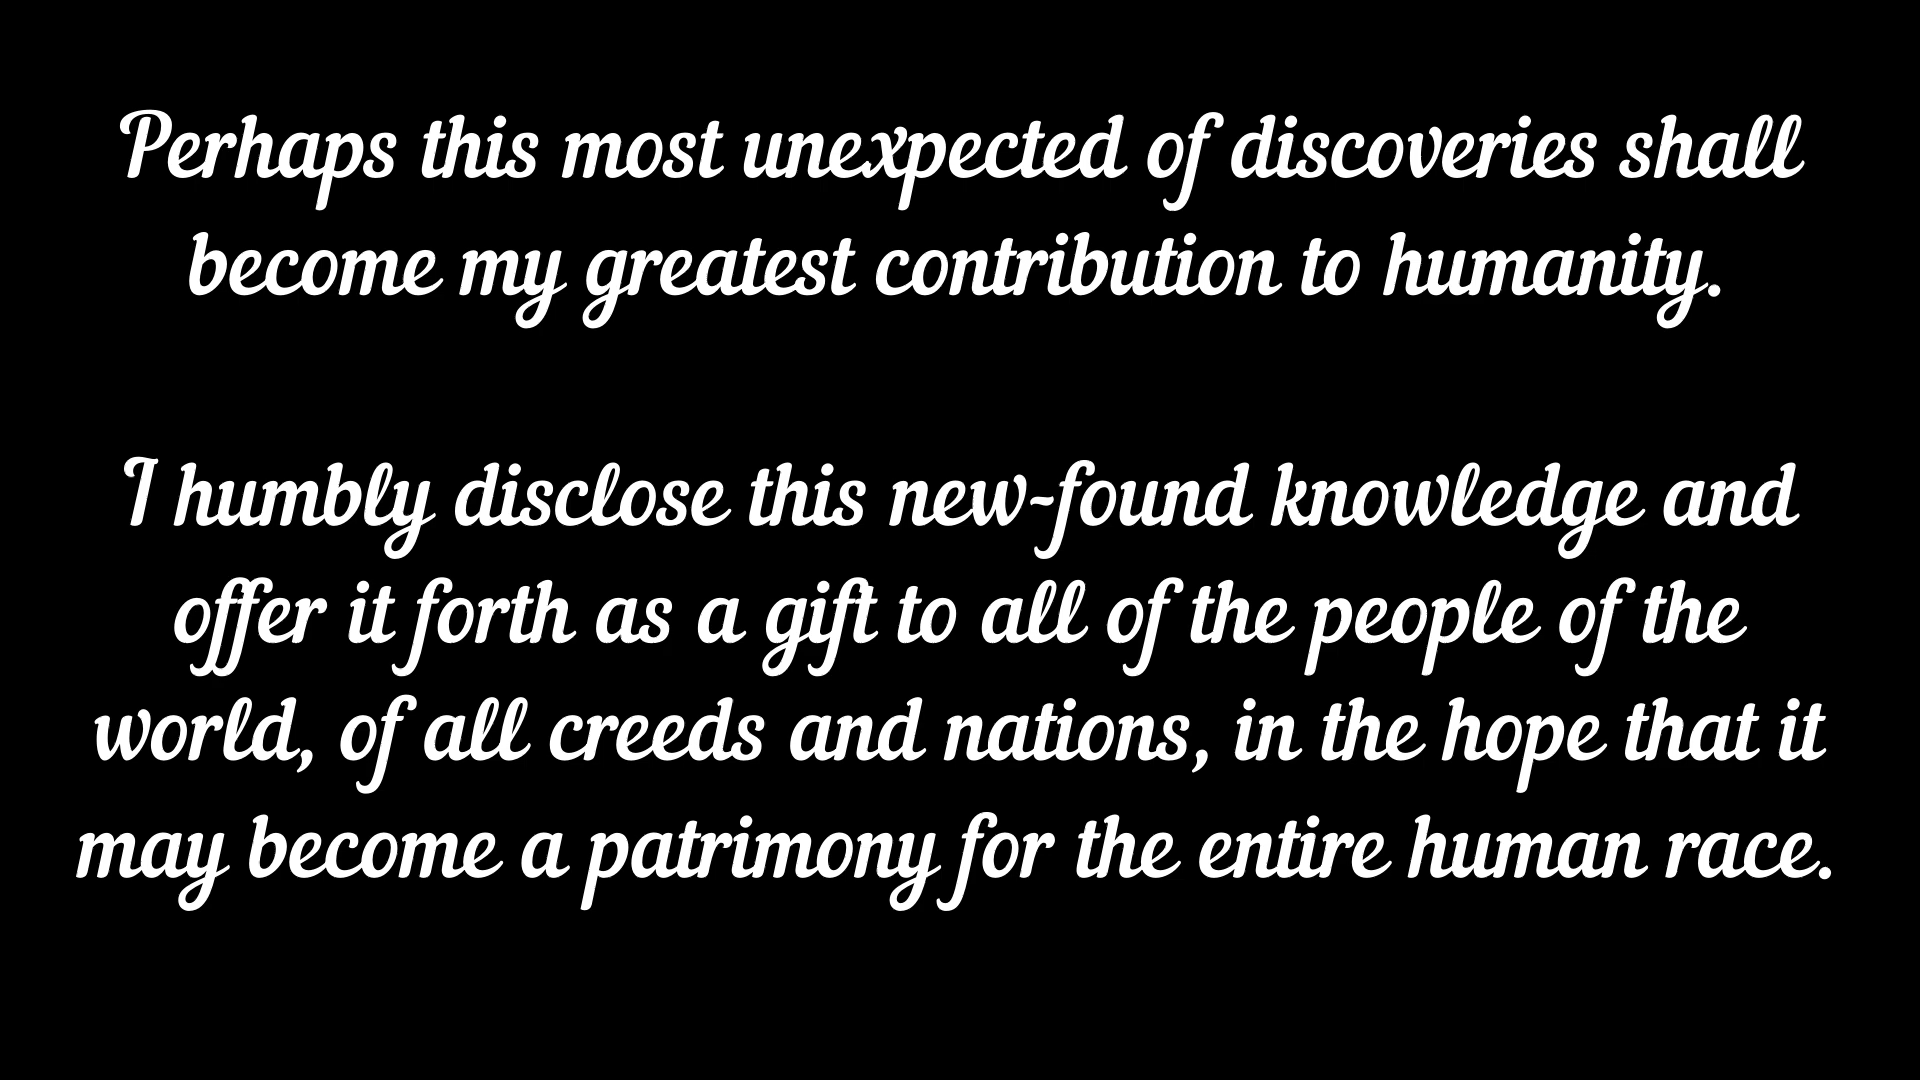 Perhaps this most unexpected of discoveries shall
become my greatest contribution to humanity.
I humbly disclose this new-found knowledge and
offer it forth as a gift to all of the people of the
world, of all creeds and nations, in the hope that it
may become a patrimony for the entire human race.